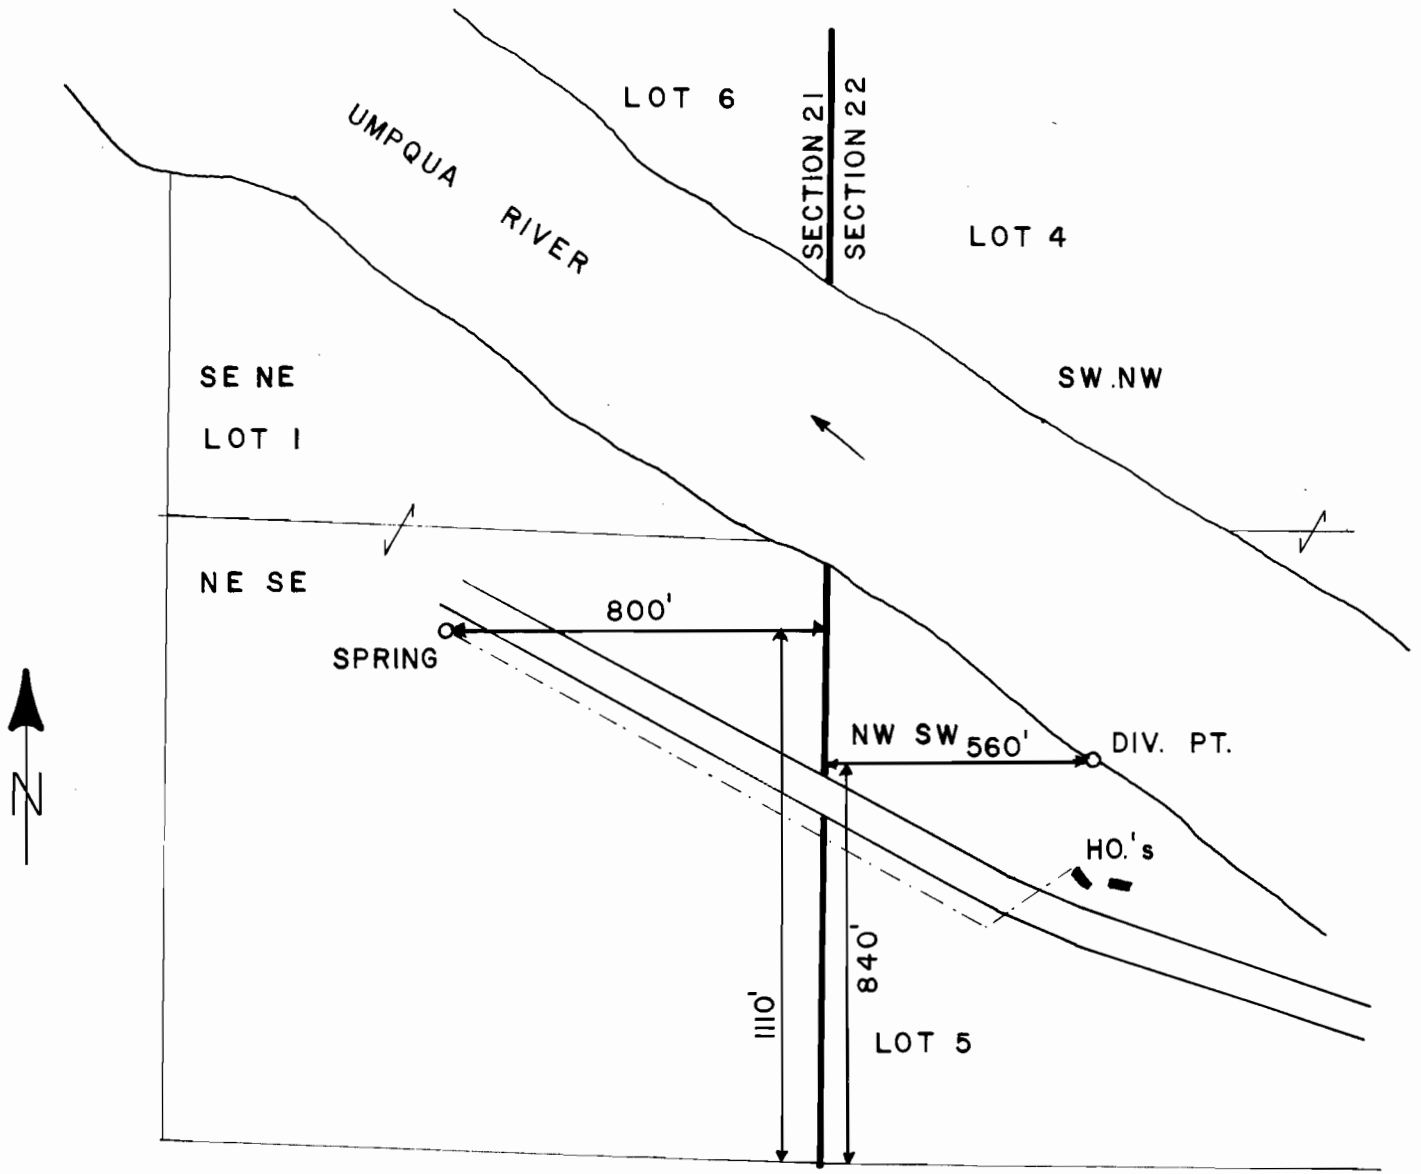 LOT 6
SECTION 21
SECTION 22
UMPQUA RIVER
LOT 4
SE NE
LOT 1
SW.NW
NE SE
800'
SPRING
NW SW
560'
DIV. PT.
HO.'s
N
840'
1110'
LOT 5